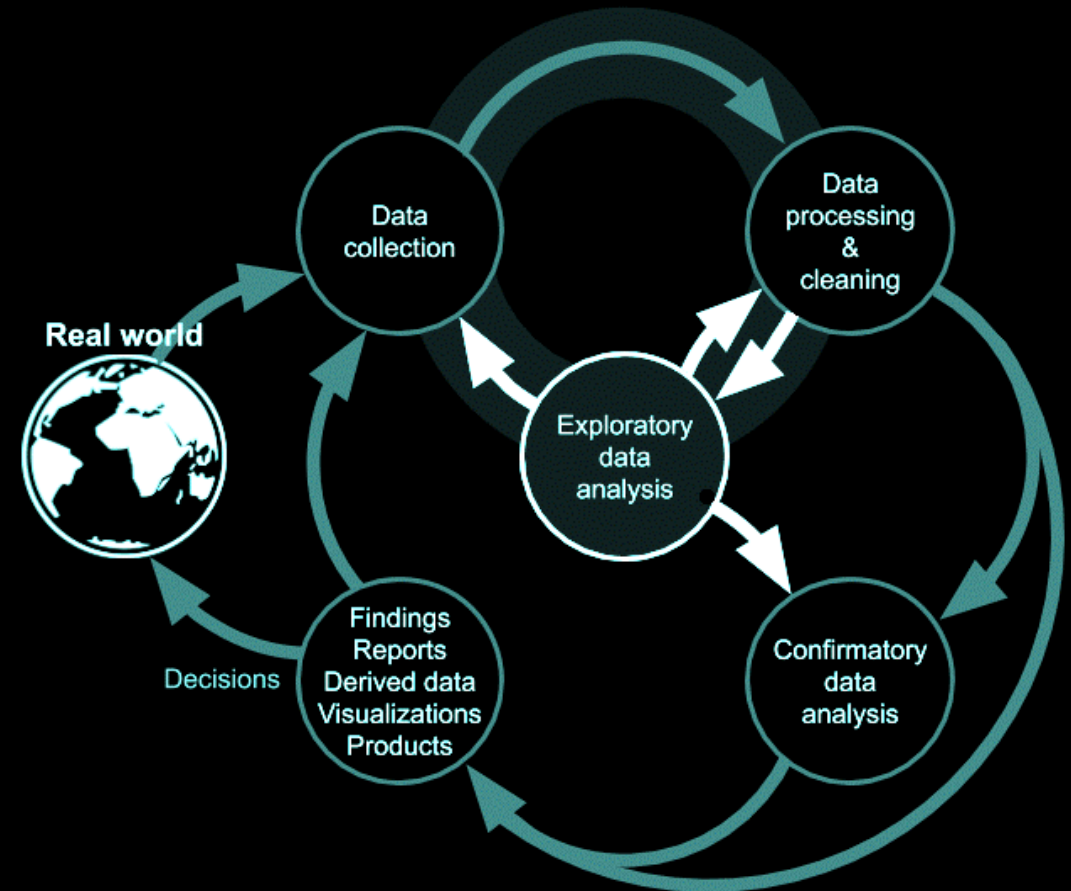 Data
collection
Data
processing
&
cleaning
Real world
Exploratory
data
analysis
Findings
Reports
Derived data
Visualizations
Products
Decisions
Confirmatory
data
analysis